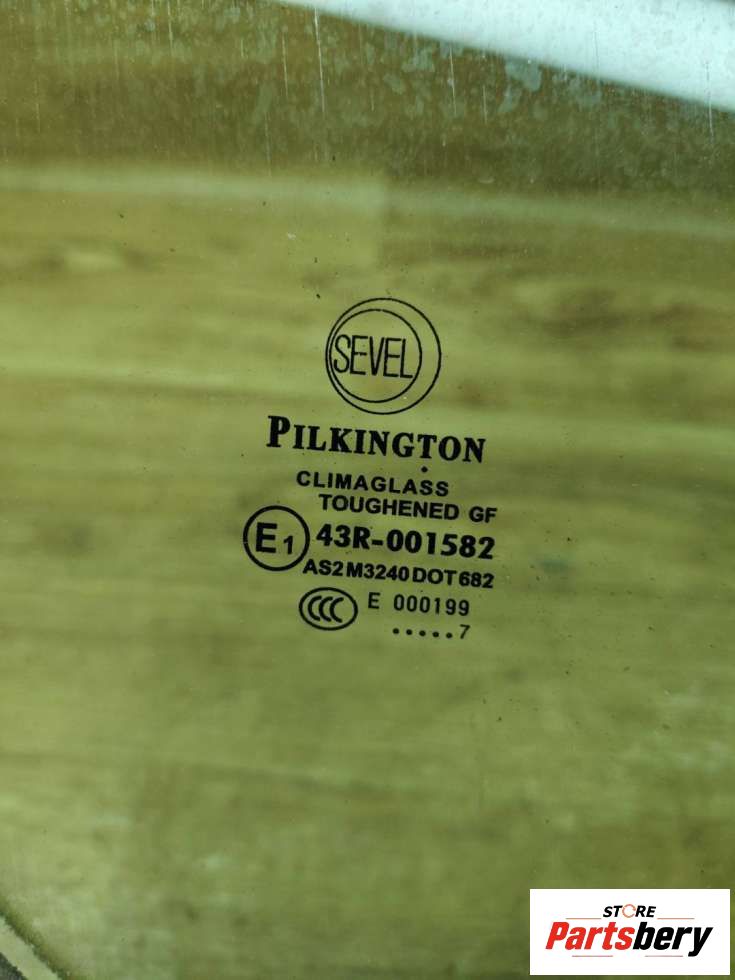 SEVEL
PILKINGTON
CLIMAGLASS
TOUGHENED GF
E1 43R-001582
AS2 M3240 DOT 682
CCC E 000199
.....7
STORE
Partsbery